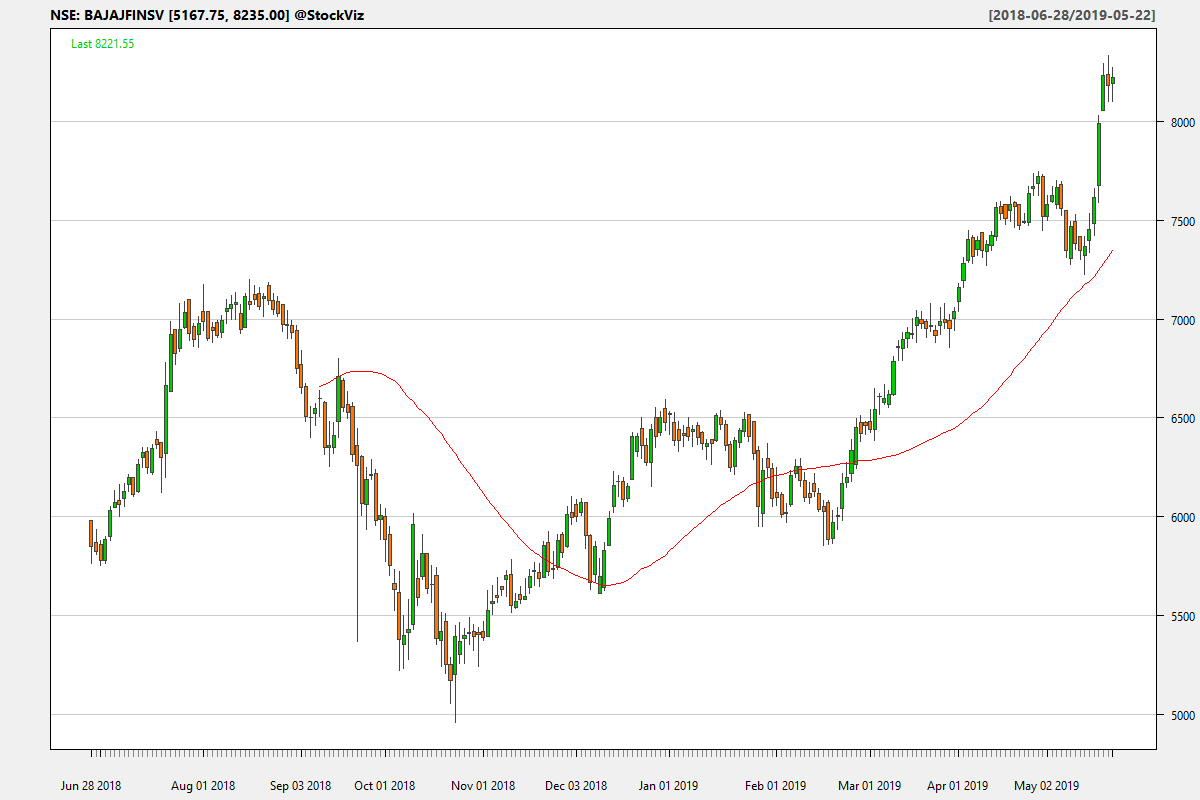 NSE: BAJAJFINSV [5167.75, 8235.00] @StockViz [2018-06-28/2019-05-22]
Last 8221.55
8000
7500
7000
6500
6000
5500
5000
Jun 28 2018 Aug 01 2018 Sep 03 2018 Oct 01 2018 Nov 01 2018 Dec 03 2018 Jan 01 2019 Feb 01 2019 Mar 01 2019 Apr 01 2019 May 02 2019